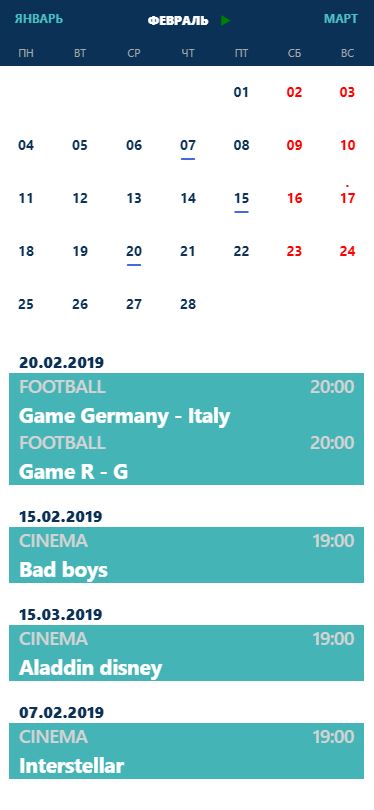 ЯНВАРЬ ФЕВРАЛЬ МАРТ
ПН ВТ СР ЧТ ПТ СБ ВС
01 02 03
04 05 06 07 08 09 10
11 12 13 14 15 16 17
18 19 20 21 22 23 24
25 26 27 28
20.02.2019
FOOTBALL 20:00
Game Germany - Italy
FOOTBALL 20:00
Game R - G
15.02.2019
CINEMA 19:00
Bad boys
15.03.2019
CINEMA 19:00
Aladdin disney
07.02.2019
CINEMA 19:00
Interstellar